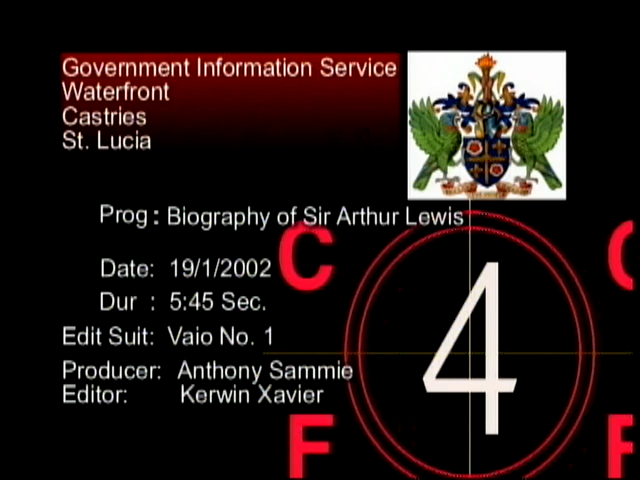 Government Information Service
Waterfront
Castries
St. Lucia
Prog : Biography of Sir Arthur Lewis
Date: 19/1/2002
Dur : 5:45 Sec.
Edit Suit: Vaio No. 1
Producer: Anthony Sammie
Editor: Kerwin Xavier
C
4
F